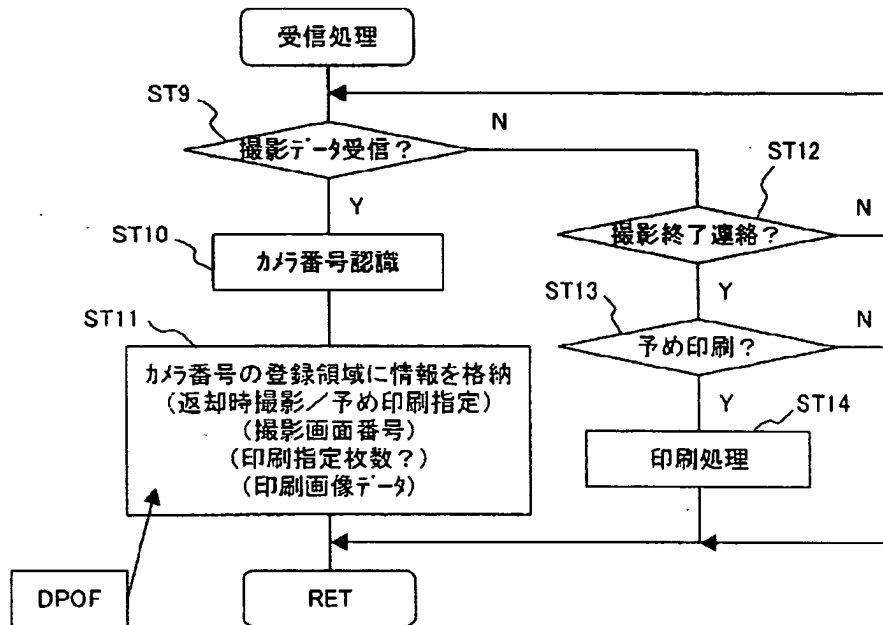 受信処理
ST9
撮影データ受信？
N
Y
ST10
カメラ番号認識
ST11
カメラ番号の登録領域に情報を格納
(返却時撮影／予め印刷指定)
(撮影画面番号)
(印刷指定枚数？)
(印刷画像データ)
DPOF
ST12
撮影終了連絡？
N
Y
ST13
予め印刷？
N
Y
ST14
印刷処理
RET